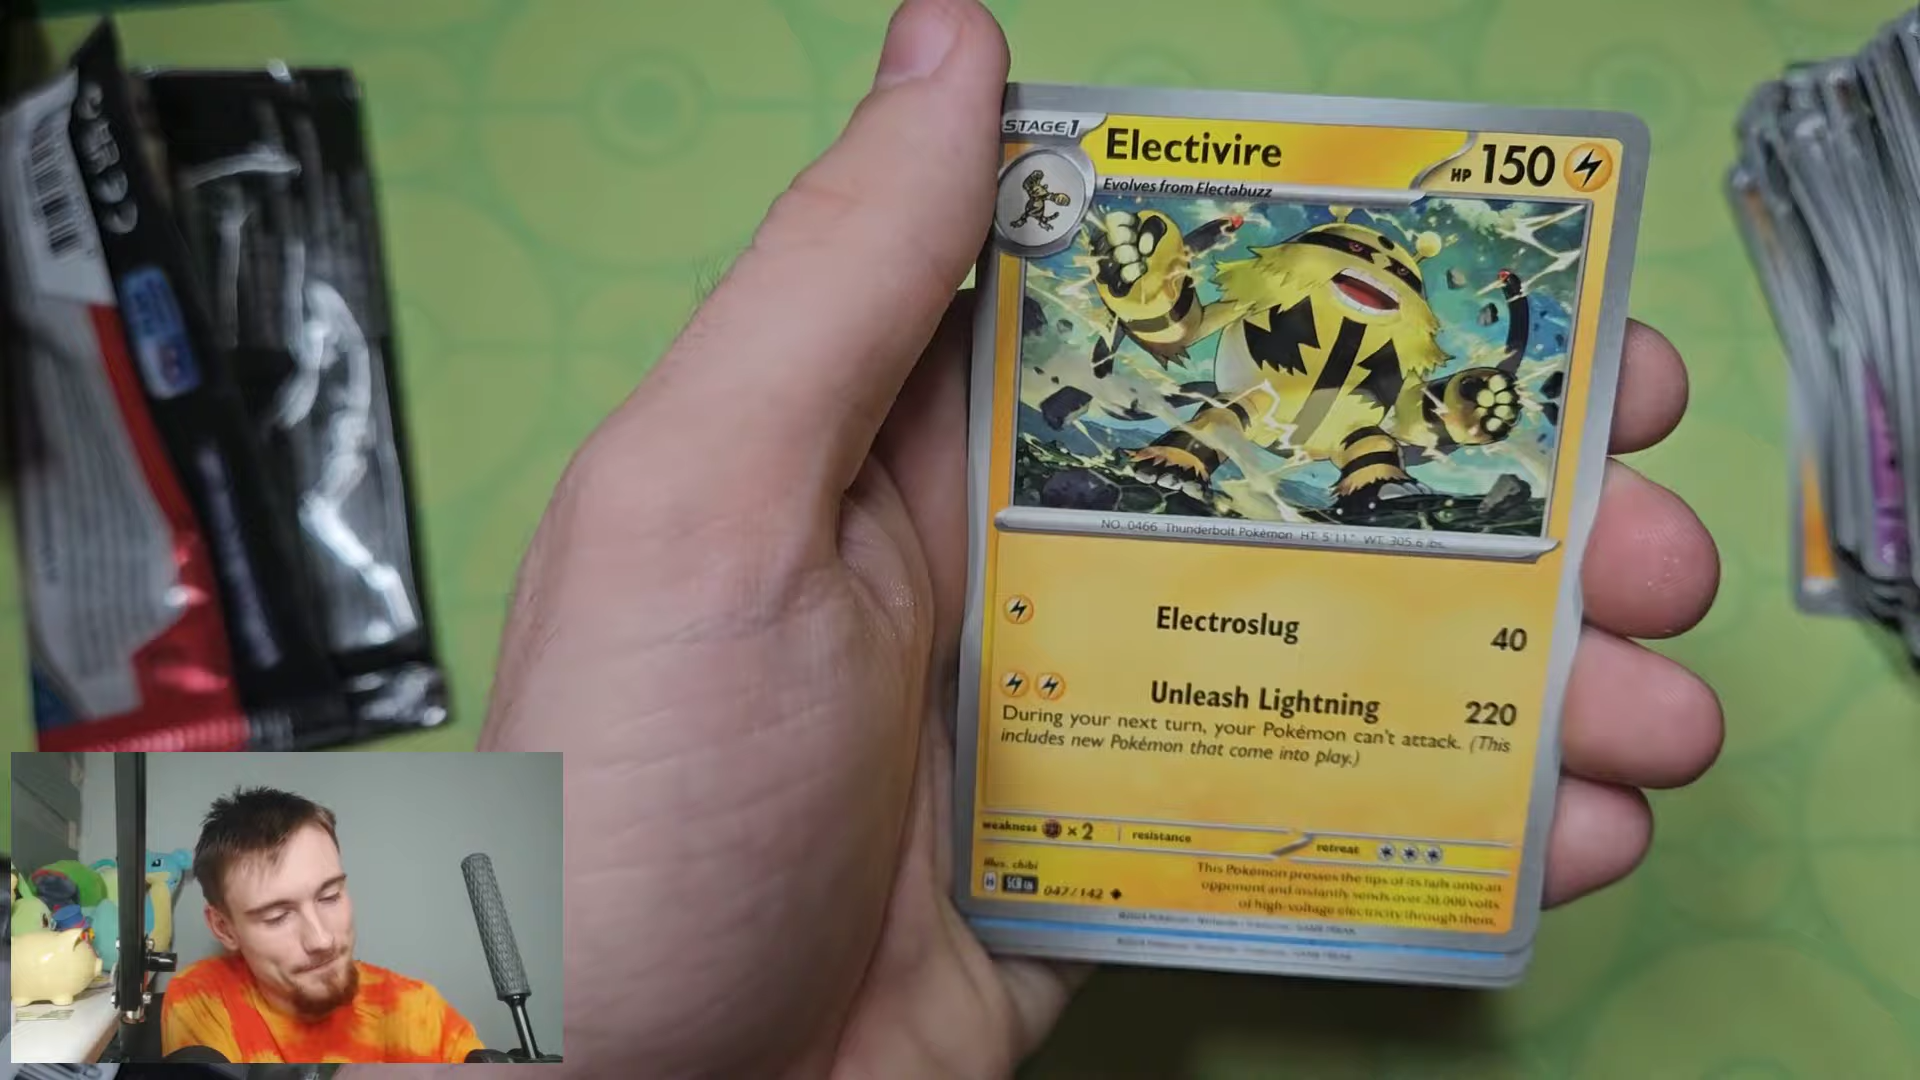 STAGE1
Electivire
HP 150
Evolves from Electabuzz
NO. 0466 Thunderbolt Pokémon HT: 5'11" WT: 305.6 lbs.
Electroslug 40
Unleash Lightning 220
During your next turn, your Pokémon can't attack. (This
includes new Pokémon that come into play.)
weakness ×2 resistance
retreat
Illus. chibi
This Pokémon presses the tips of its tails onto an
H SCR EN 047/142
opponent and instantly sends over 20,000 volts
of high-voltage electricity through them.